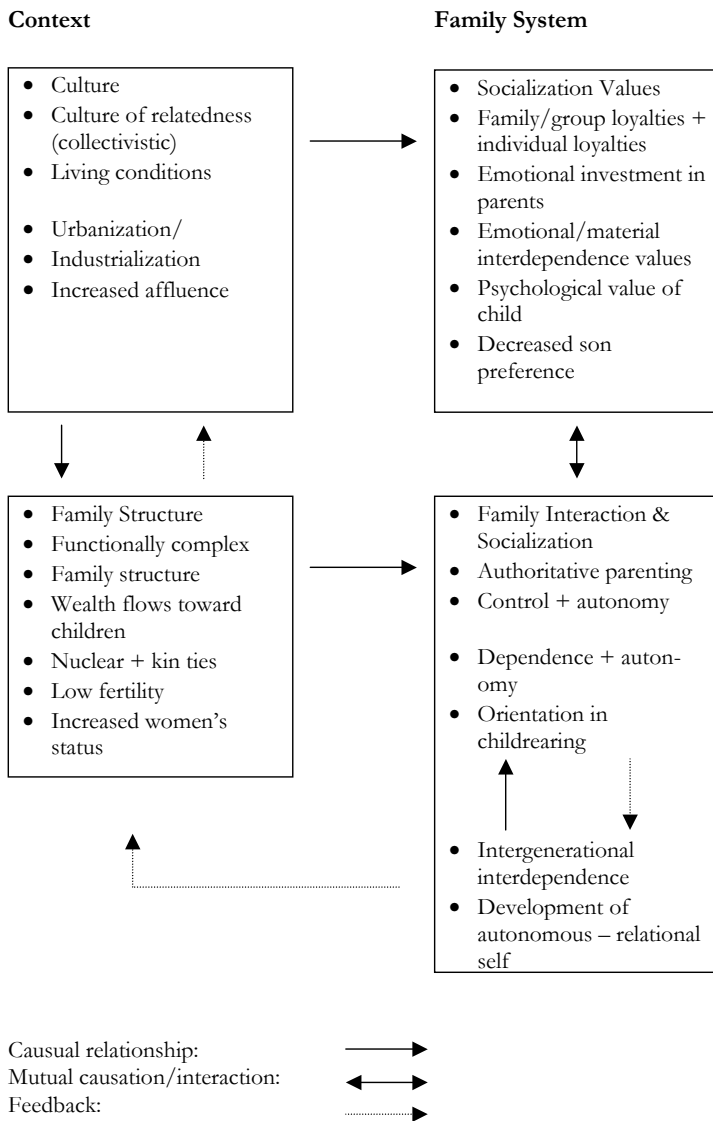 Context
Family System
• Culture
• Culture of relatedness
(collectivistic)
• Living conditions
• Urbanization/
• Industrialization
• Increased affluence
• Socialization Values
• Family/group loyalties +
individual loyalties
• Emotional investment in
parents
• Emotional/material
interdependence values
• Psychological value of
child
• Decreased son
preference
• Family Structure
• Functionally complex
• Family structure
• Wealth flows toward
children
• Nuclear + kin ties
• Low fertility
• Increased women’s
status
• Family Interaction &
Socialization
• Authoritative parenting
• Control + autonomy
• Dependence + auton-
omy
• Orientation in
childrearing
• Intergenerational
interdependence
• Development of
autonomous – relational
self
Causual relationship:
Mutual causation/interaction:
Feedback: